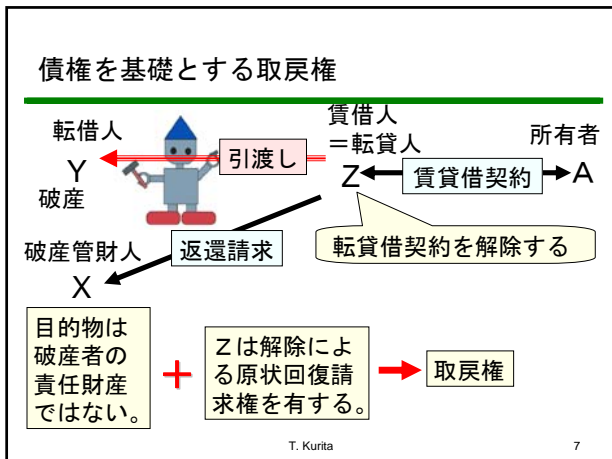 債権を基礎とする取戻権
転借人
Y
破産
引渡し
賃借人
＝転貸人
Z
賃貸借契約
所有者
A
転貸借契約を解除する
破産管財人
X
返還請求
目的物は
破産者の
責任財産
ではない。
＋
Ｚは解除によ
る原状回復請
求権を有する。
取戻権
T. Kurita
7